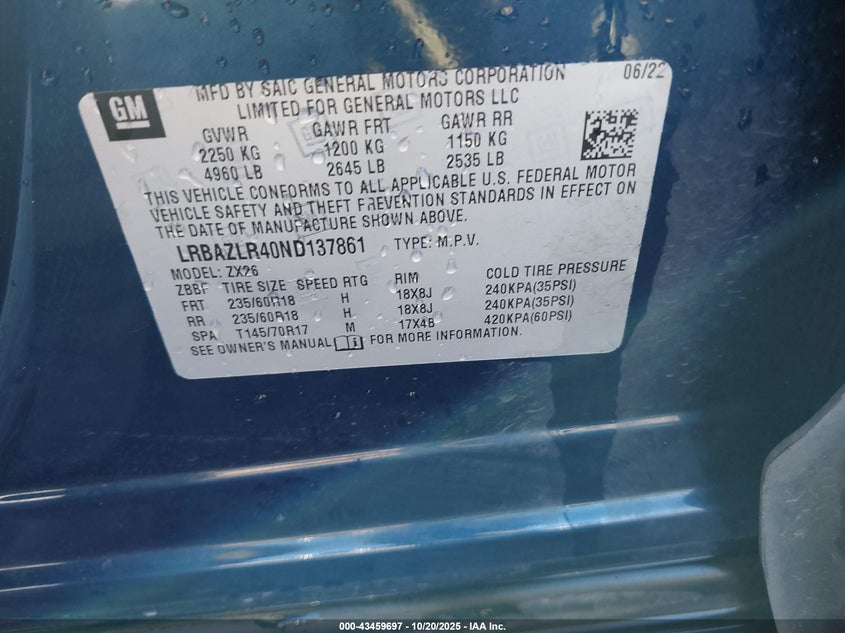 GM
MFD BY SAIC GENERAL MOTORS CORPORATION 06/22
LIMITED FOR GENERAL MOTORS LLC
GVWR GAWR FRT GAWR RR
2250 KG 1200 KG 1150 KG
4960 LB 2645 LB 2535 LB
THIS VEHICLE CONFORMS TO ALL APPLICABLE U.S. FEDERAL MOTOR
VEHICLE SAFETY AND THEFT PREVENTION STANDARDS IN EFFECT ON
THE DATE OF MANUFACTURE SHOWN ABOVE.
LRBAZLR40ND137861 TYPE: M.P.V.
MODEL: ZX26
ZBBF TIRE SIZE SPEED RTG RIM COLD TIRE PRESSURE
FRT 235/60R18 H 18X8J 240KPA(35PSI)
RR 235/60R18 H 18X8J 240KPA(35PSI)
SPA T145/70R17 M 17X4B 420KPA(60PSI)
SEE OWNER'S MANUAL FOR MORE INFORMATION.
000-43459697 - 10/20/2025 - IAA Inc.